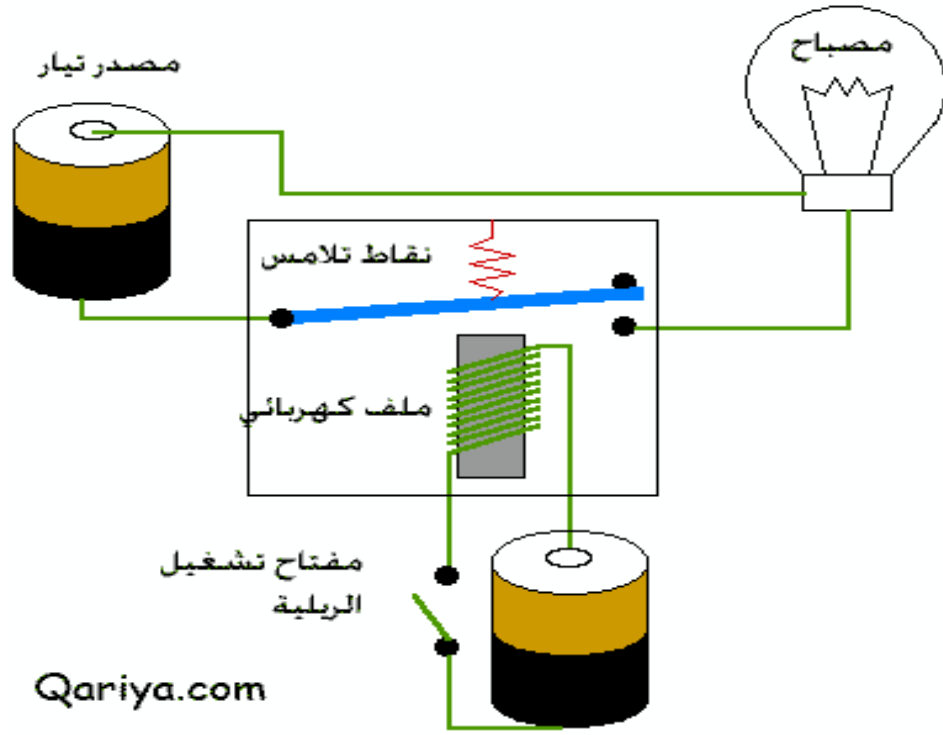 مصباح
مصدر تيار
نقاط تلامس
ملف كهربائي
مفتاح تشغيل
الريلية
Qariya.com